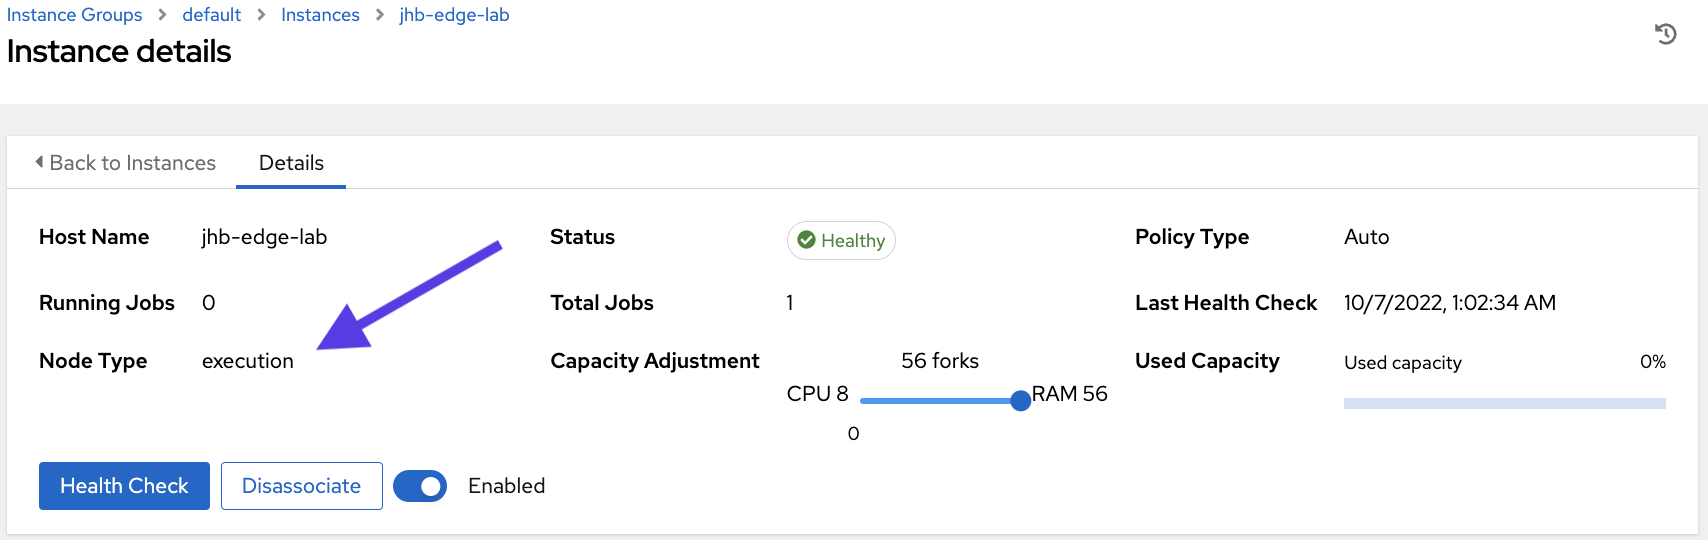 Instance Groups > default > Instances > jhb-edge-lab
Instance details
Back to Instances Details
Host Name jhb-edge-lab Status Healthy Policy Type Auto
Running Jobs 0 Total Jobs 1 Last Health Check 10/7/2022, 1:02:34 AM
Node Type execution Capacity Adjustment 56 forks Used Capacity Used capacity 0%
CPU 8 RAM 56
0
Health Check Disassociate Enabled